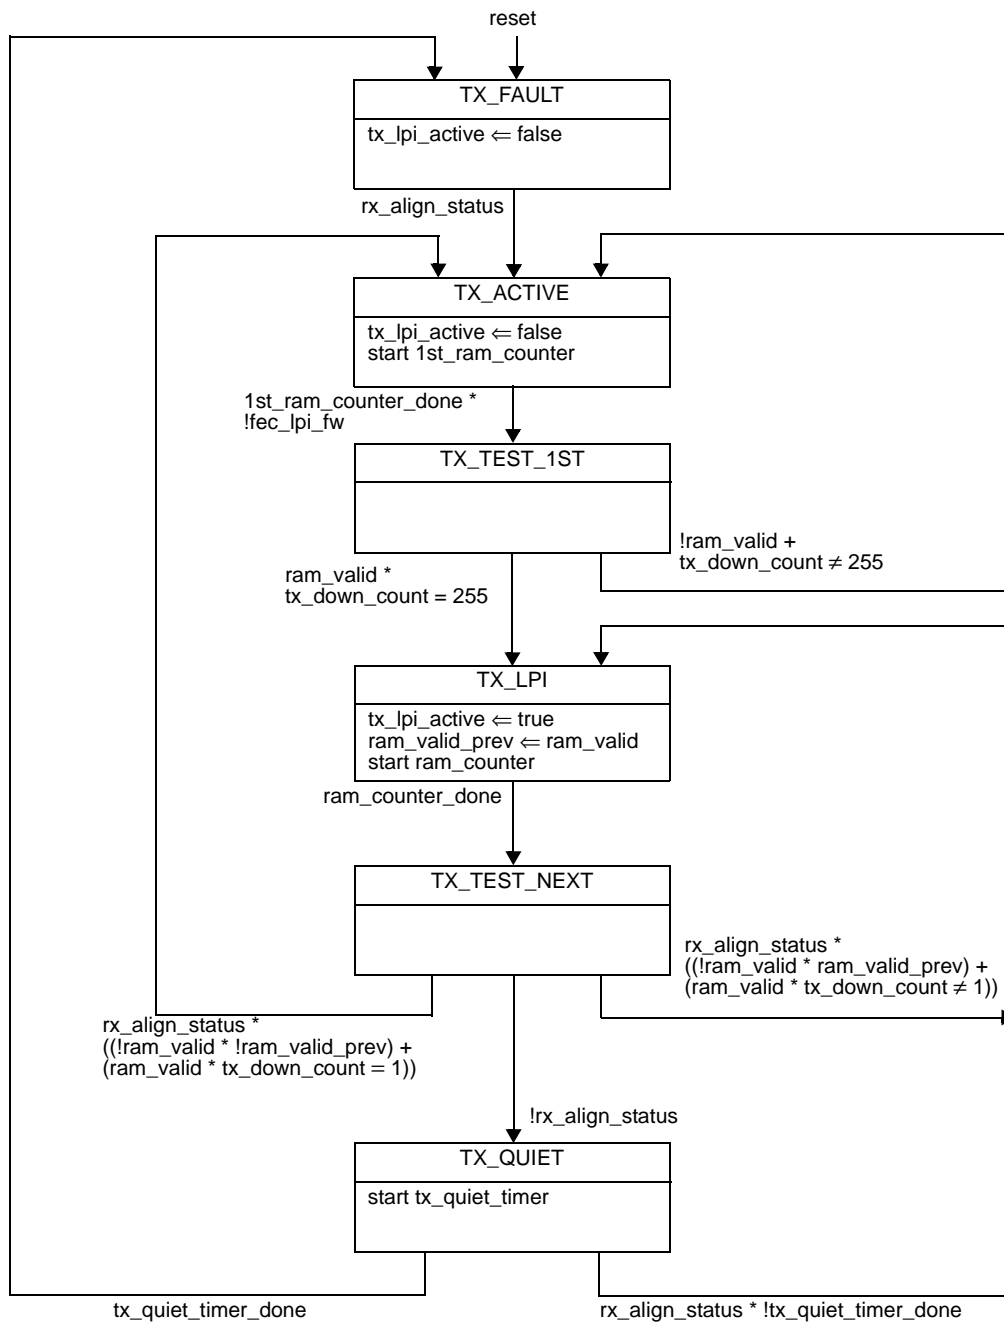 reset
TX_FAULT
tx_lpi_active ⇐ false
rx_align_status
TX_ACTIVE
tx_lpi_active ⇐ false
start 1st_ram_counter
1st_ram_counter_done *
!fec_lpi_fw
TX_TEST_1ST
!ram_valid +
tx_down_count ≠ 255
ram_valid *
tx_down_count = 255
TX_LPI
tx_lpi_active ⇐ true
ram_valid_prev ⇐ ram_valid
start ram_counter
ram_counter_done
TX_TEST_NEXT
rx_align_status *
((!ram_valid * ram_valid_prev) +
(ram_valid * tx_down_count ≠ 1))
rx_align_status *
((!ram_valid * !ram_valid_prev) +
(ram_valid * tx_down_count = 1))
!rx_align_status
TX_QUIET
start tx_quiet_timer
tx_quiet_timer_done
rx_align_status * !tx_quiet_timer_done